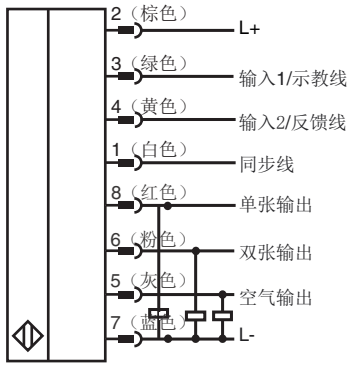 2（棕色） L+
3（绿色） 输入1/示教线
4（黄色） 输入2/反馈线
1（白色） 同步线
8（红色） 单张输出
6（粉色） 双张输出
5（灰色） 空气输出
7（蓝色） L-